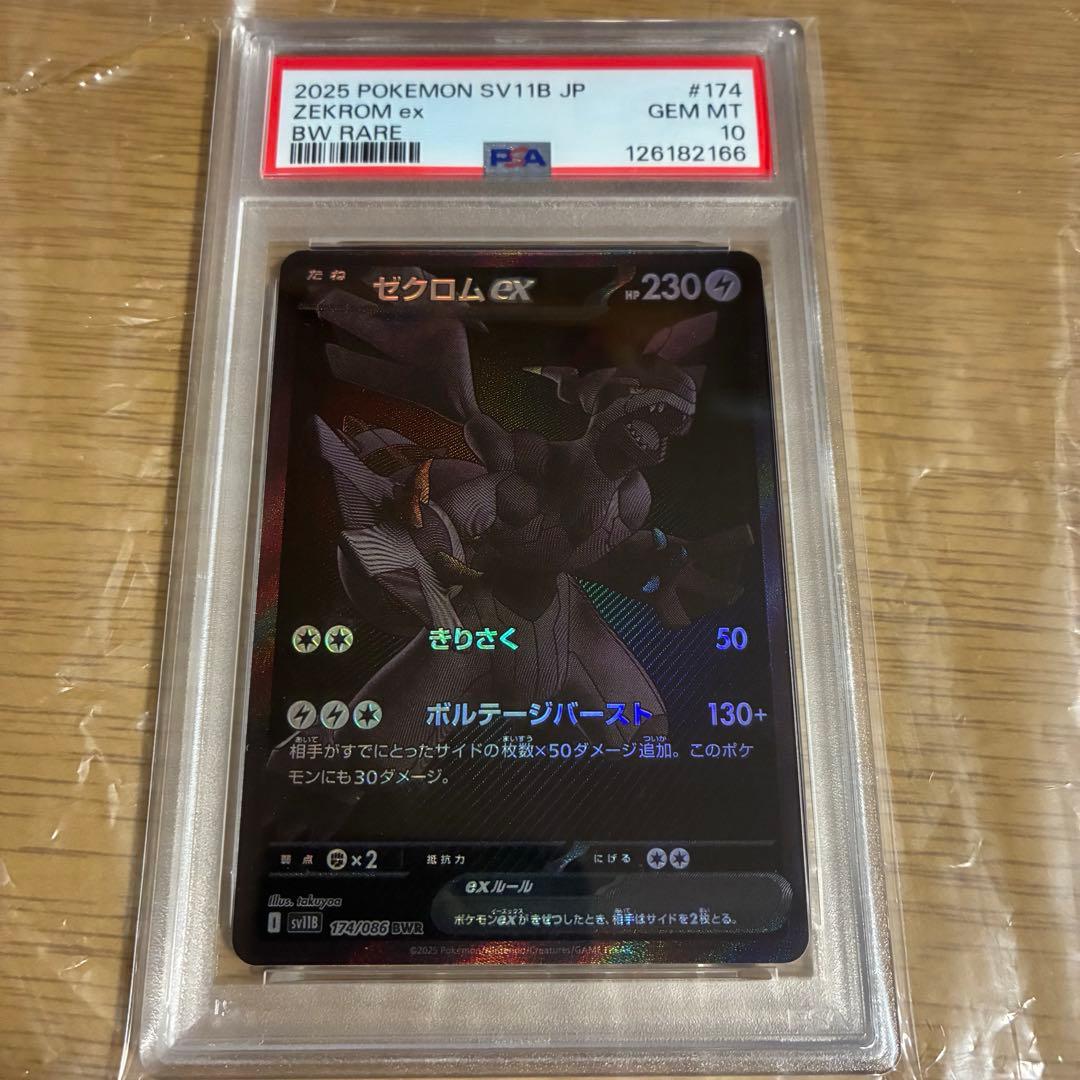 2025 POKEMON SV11B JP #174
ZEKROM ex GEM MT
BW RARE 10
PSA 126182166
たね ゼクロムex HP 230
きりさく 50
ボルテージバースト 130+
相手がすでにとったサイドの枚数×50ダメージ追加。このポケ
モンにも30ダメージ。
弱点 ×2 抵抗力 にげる
exルール
ポケモンexがきぜつしたとき、相手はサイドを2枚とる。
Illus. takuyoa
I sv11B 174/086 BWR
©2025 Pokémon/Nintendo/Creatures/GAME FREAK